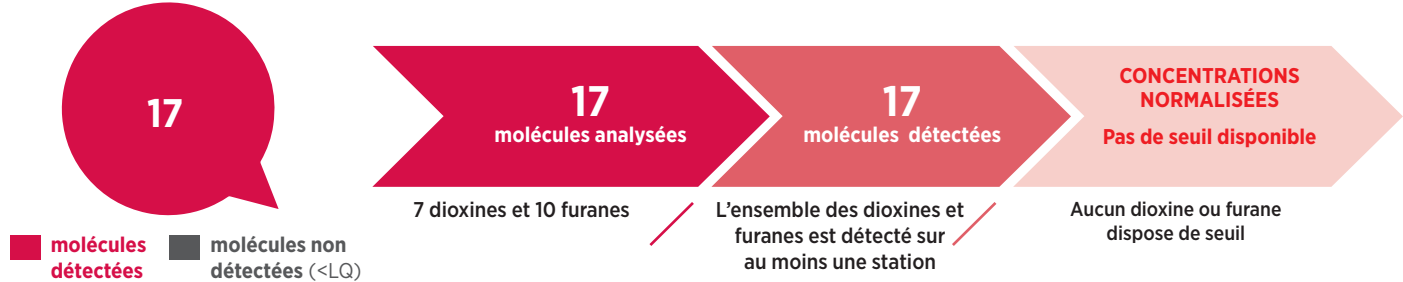 17
molécules
détectées
molécules non
détectées (<LQ)
17
molécules analysées
7 dioxines et 10 furanes
17
molécules détectées
L'ensemble des dioxines et
furanes est détecté sur
au moins une station
CONCENTRATIONS
NORMALISÉES
Pas de seuil disponible
Aucun dioxine ou furane
dispose de seuil